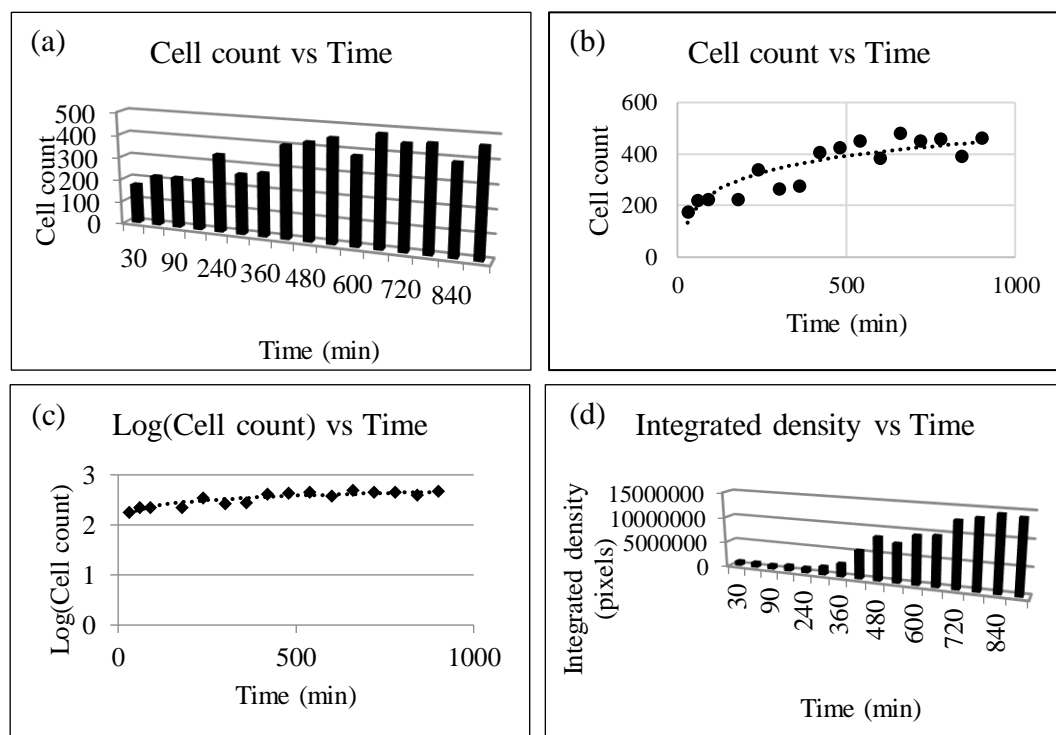 (a)
Cell count vs Time
500
400
300
200
100
0
Cell count
30
90
240
360
480
600
720
840
Time (min)
(b)
Cell count vs Time
600
400
200
0
Cell count
0
500
1000
Time (min)
(c)
Log(Cell count) vs Time
3
2
1
0
Log(Cell count)
0
500
1000
Time (min)
(d)
Integrated density vs Time
15000000
10000000
5000000
0
Integrated density
(pixels)
30
90
240
360
480
600
720
840
Time (min)